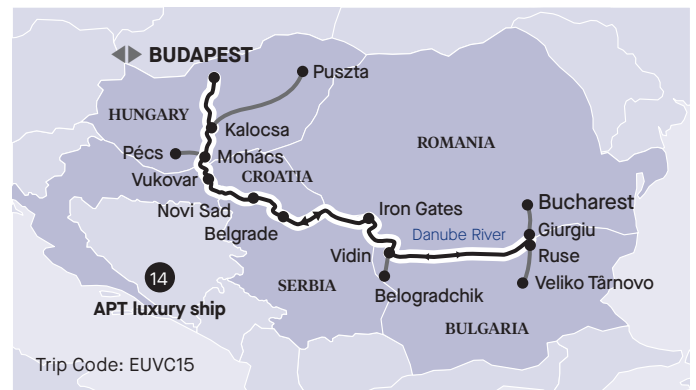 BUDAPEST
Puszta
HUNGARY
Kalocsa
ROMANIA
Pécs
Mohács
CROATIA
Vukovar
Novi Sad
Iron Gates
Bucharest
Belgrade
Danube River
Giurgiu
Vidin
Ruse
14
SERBIA
Belogradchik
Veliko Târnovo
APT luxury ship
BULGARIA
Trip Code: EUVC15